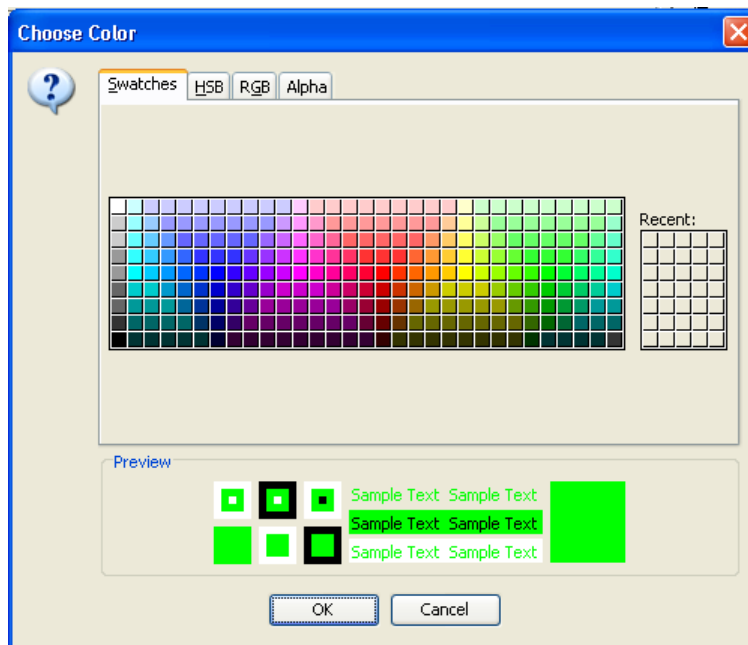 Choose Color
Swatches HSB RGB Alpha
Recent:
Preview
Sample Text Sample Text
Sample Text Sample Text
Sample Text Sample Text
OK Cancel